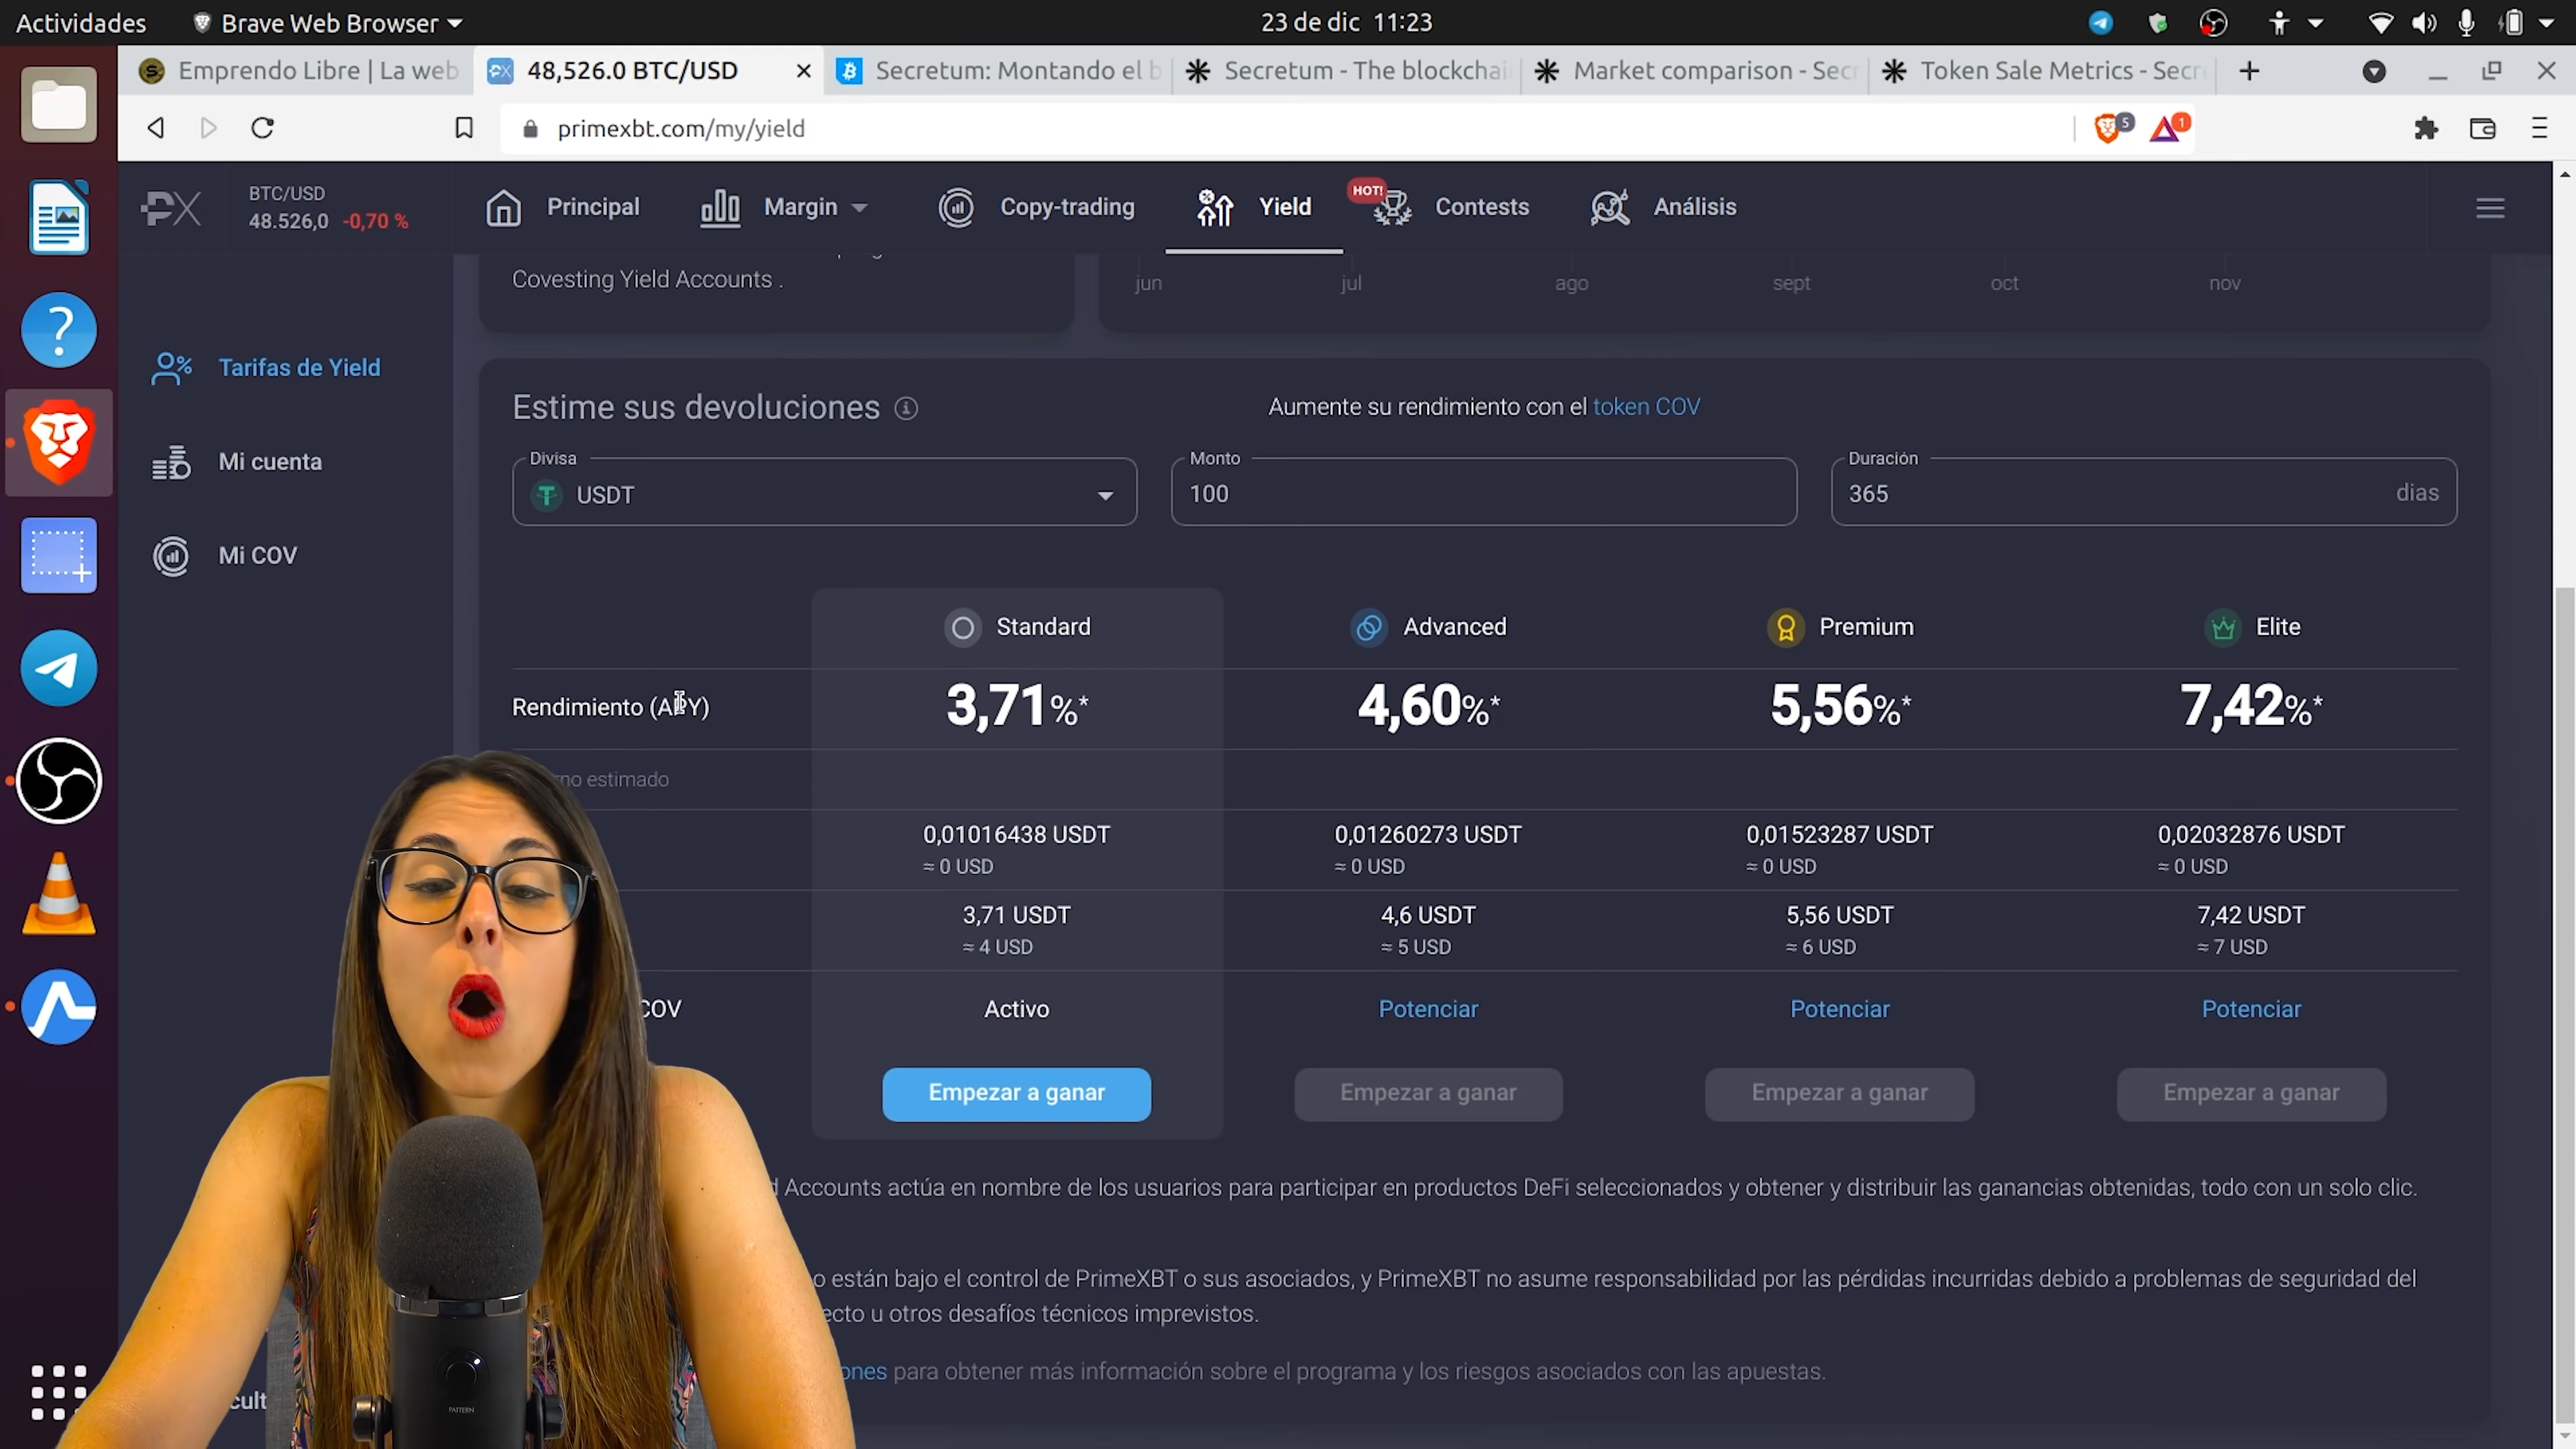 Actividades
Brave Web Browser
23 de dic 11:23
Emprendo Libre | La web
48,526.0 BTC/USD
Secretum: Montando el b
Secretum - The blockchai
Market comparison - Secr
Token Sale Metrics - Secr
primexbt.com/my/yield
5
1
PX
BTC/USD
48.526,0 -0,70 %
Principal
Margin
Copy-trading
Yield
HOT!
Contests
Análisis
Covesting Yield Accounts .
jun
jul
ago
sept
oct
nov
Tarifas de Yield
Mi cuenta
Mi COV
Estime sus devoluciones
Aumente su rendimiento con el token COV
Divisa
USDT
Monto
100
Duración
365
dias
Standard
Advanced
Premium
Elite
Rendimiento (APY)
3,71%*
4,60%*
5,56%*
7,42%*
no estimado
0,01016438 USDT
≈ 0 USD
0,01260273 USDT
≈ 0 USD
0,01523287 USDT
≈ 0 USD
0,02032876 USDT
≈ 0 USD
3,71 USDT
≈ 4 USD
4,6 USDT
≈ 5 USD
5,56 USDT
≈ 6 USD
7,42 USDT
≈ 7 USD
COV
Activo
Potenciar
Potenciar
Potenciar
Empezar a ganar
Empezar a ganar
Empezar a ganar
Empezar a ganar
d Accounts actúa en nombre de los usuarios para participar en productos DeFi seleccionados y obtener y distribuir las ganancias obtenidas, todo con un solo clic.
o están bajo el control de PrimeXBT o sus asociados, y PrimeXBT no asume responsabilidad por las pérdidas incurridas debido a problemas de seguridad del
ecto u otros desafíos técnicos imprevistos.
ones para obtener más información sobre el programa y los riesgos asociados con las apuestas.
cult
PATTERN